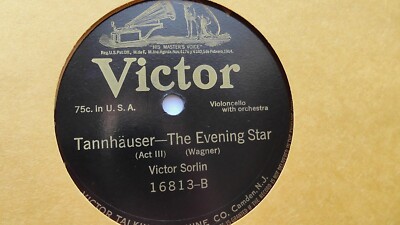 "HIS MASTER'S VOICE"
Victor
75c. in U. S. A.
Violoncello
with orchestra
Tannhäuser—The Evening Star
(Act III) (Wagner)
Victor Sorlin
16813-B
VICTOR TALKING MACHINE CO. Camden, N.J.